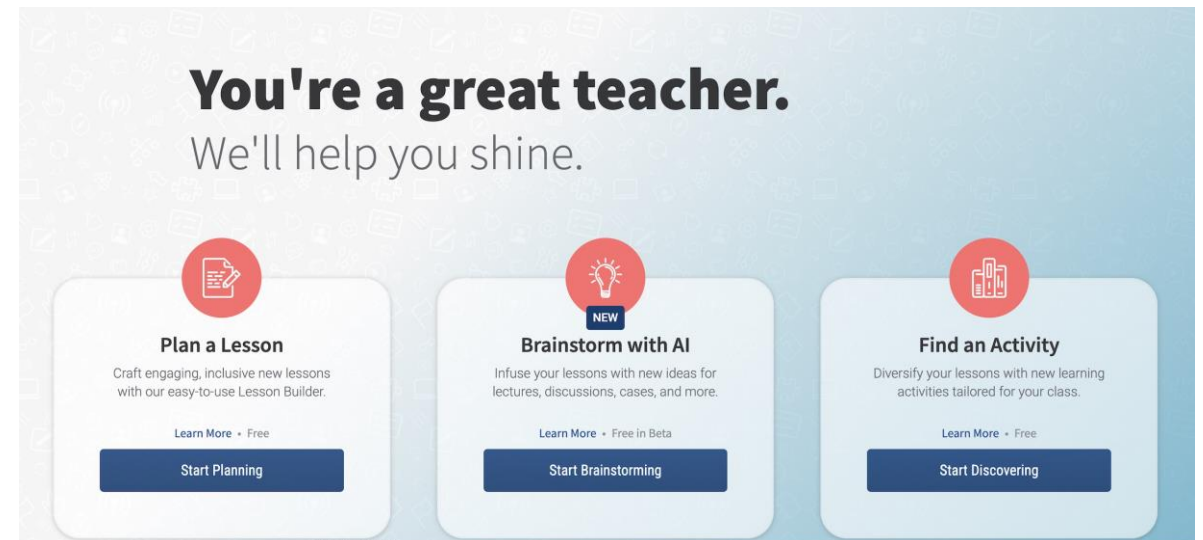 You're a great teacher.
We'll help you shine.
Plan a Lesson
Craft engaging, inclusive new lessons
with our easy-to-use Lesson Builder.
Learn More • Free
Start Planning
NEW
Brainstorm with AI
Infuse your lessons with new ideas for
lectures, discussions, cases, and more.
Learn More • Free in Beta
Start Brainstorming
Find an Activity
Diversify your lessons with new learning
activities tailored for your class.
Learn More • Free
Start Discovering